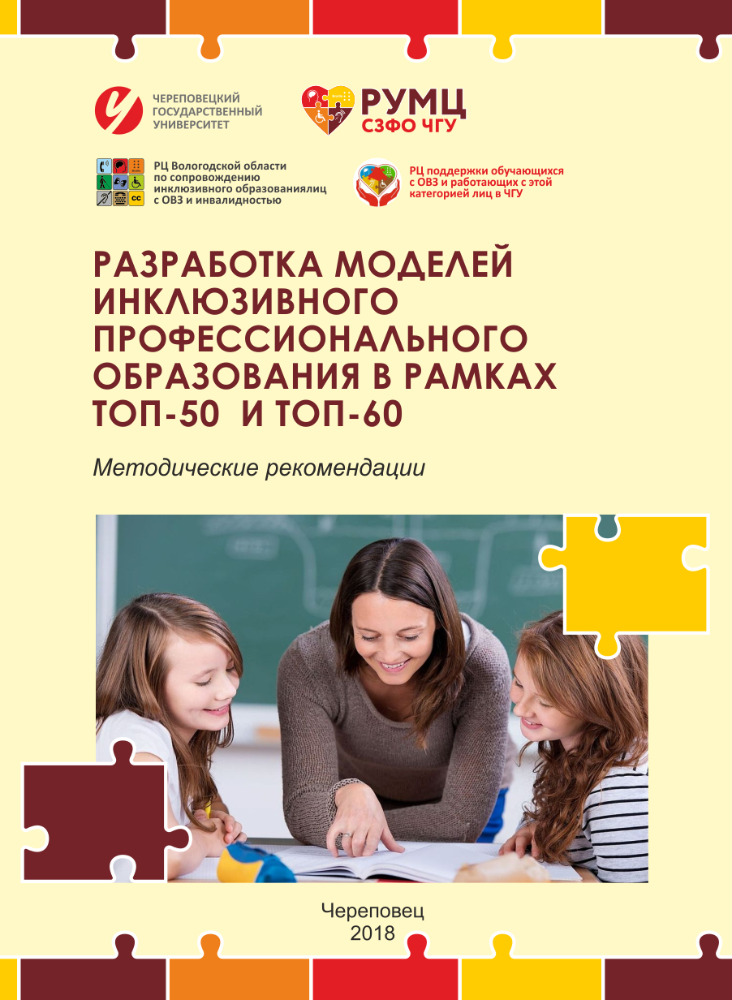 ЧЕРЕПОВЕЦКИЙ
ГОСУДАРСТВЕННЫЙ
УНИВЕРСИТЕТ
РУМЦ
СЗФО ЧГУ
РЦ Вологодской области
по сопровождению
инклюзивного образованиялиц
с ОВЗ и инвалидностью
CC
РЦ поддержки обучающихся
с ОВЗ и работающих с этой
категорией лиц в ЧГУ
РАЗРАБОТКА МОДЕЛЕЙ
ИНКЛЮЗИВНОГО
ПРОФЕССИОНАЛЬНОГО
ОБРАЗОВАНИЯ В РАМКАХ
ТОП-50 И ТОП-60
Методические рекомендации
Череповец
2018